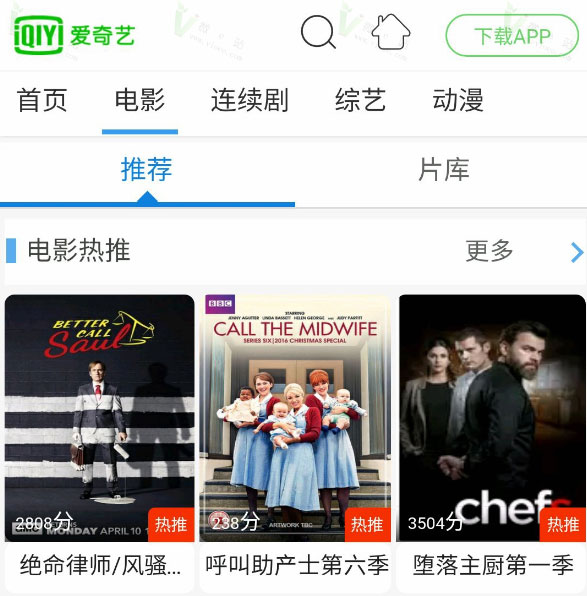 iQIYI 爱奇艺
下载APP
首页 电影 连续剧 综艺 动漫
推荐 片库
电影热推 更多
BETTER
CALL
Saul
MONDAY APRIL 10
2808分
热推
BBC
STARRING
JENNY AGUTTER LINDA BASSETT HELEN GEORGE AND JUDY PARFITT
CALL THE MIDWIFE
SERIES SIX | 2016 CHRISTMAS SPECIAL
ARTWORK TBC
238分
热推
chefs
3504分
热推
绝命律师/风骚...
呼叫助产士第六季
堕落主厨第一季